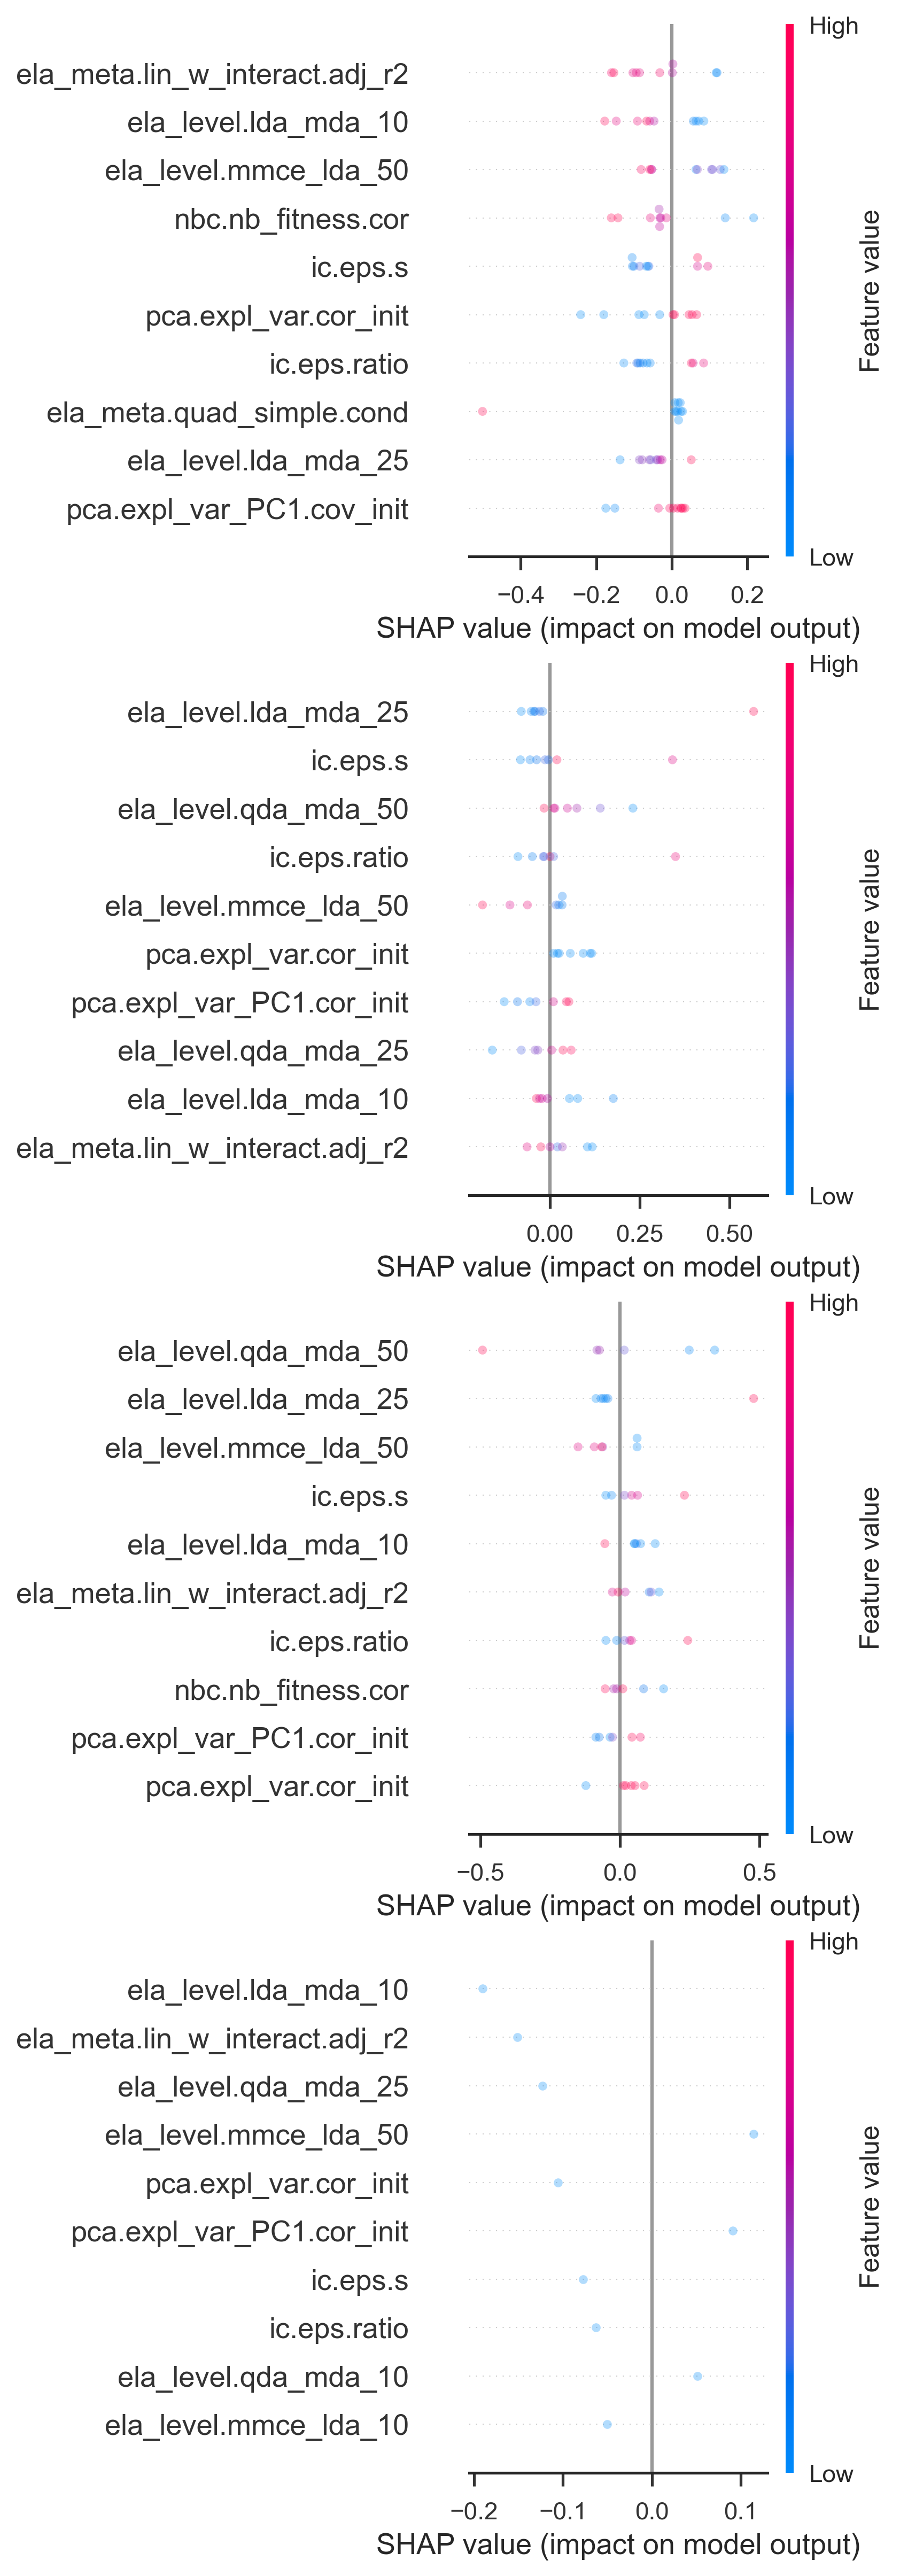 High
ela_meta.lin_w_interact.adj_r2
ela_level.lda_mda_10
ela_level.mmce_lda_50
nbc.nb_fitness.cor
ic.eps.s
pca.expl_var.cor_init
ic.eps.ratio
ela_meta.quad_simple.cond
ela_level.lda_mda_25
pca.expl_var_PC1.cov_init
Feature value
Low
−0.4 −0.2 0.0 0.2
SHAP value (impact on model output)
High
ela_level.lda_mda_25
ic.eps.s
ela_level.qda_mda_50
ic.eps.ratio
ela_level.mmce_lda_50
pca.expl_var.cor_init
pca.expl_var_PC1.cor_init
ela_level.qda_mda_25
ela_level.lda_mda_10
ela_meta.lin_w_interact.adj_r2
Feature value
Low
0.00 0.25 0.50
SHAP value (impact on model output)
High
ela_level.qda_mda_50
ela_level.lda_mda_25
ela_level.mmce_lda_50
ic.eps.s
ela_level.lda_mda_10
ela_meta.lin_w_interact.adj_r2
ic.eps.ratio
nbc.nb_fitness.cor
pca.expl_var_PC1.cor_init
pca.expl_var.cor_init
Feature value
Low
−0.5 0.0 0.5
SHAP value (impact on model output)
High
ela_level.lda_mda_10
ela_meta.lin_w_interact.adj_r2
ela_level.qda_mda_25
ela_level.mmce_lda_50
pca.expl_var.cor_init
pca.expl_var_PC1.cor_init
ic.eps.s
ic.eps.ratio
ela_level.qda_mda_10
ela_level.mmce_lda_10
Feature value
Low
−0.2 −0.1 0.0 0.1
SHAP value (impact on model output)